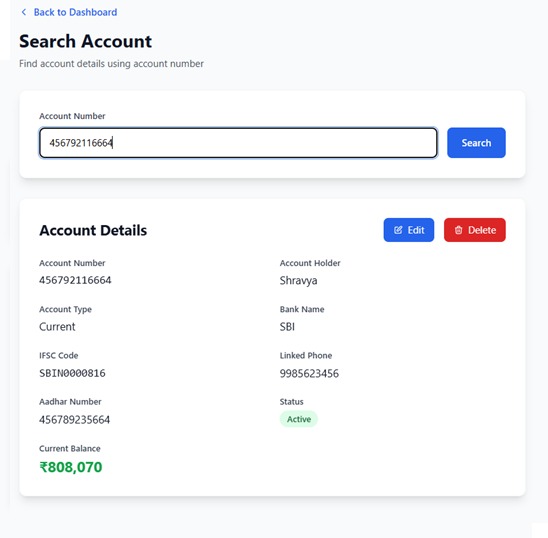 Back to Dashboard
Search Account
Find account details using account number
Account Number
456792116664
Search
Account Details
Edit
Delete
Account Number
456792116664
Account Holder
Shravya
Account Type
Current
Bank Name
SBI
IFSC Code
SBIN0000816
Linked Phone
9985623456
Aadhar Number
456789235664
Status
Active
Current Balance
₹808,070